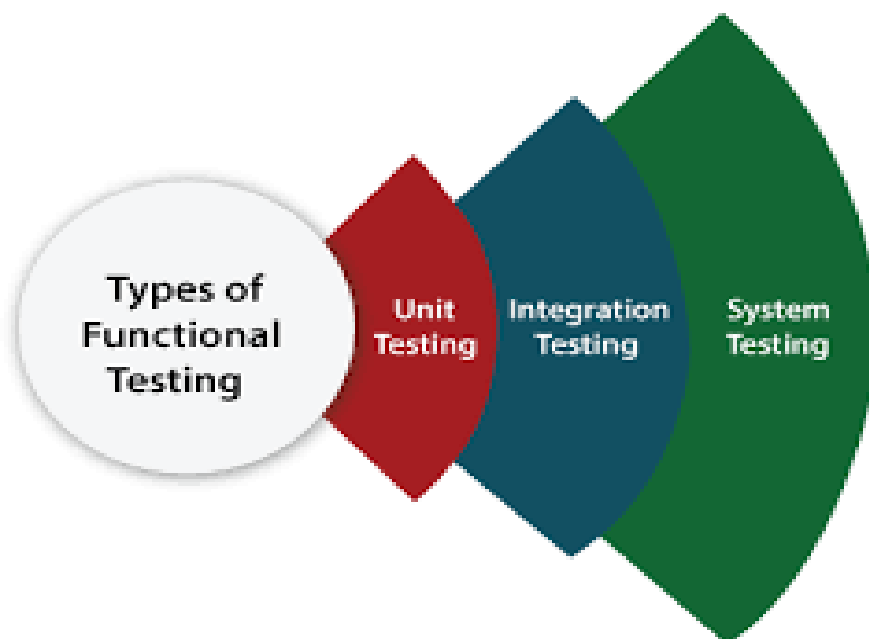 Types of
Functional
Testing
Unit
Testing
Integration
Testing
System
Testing